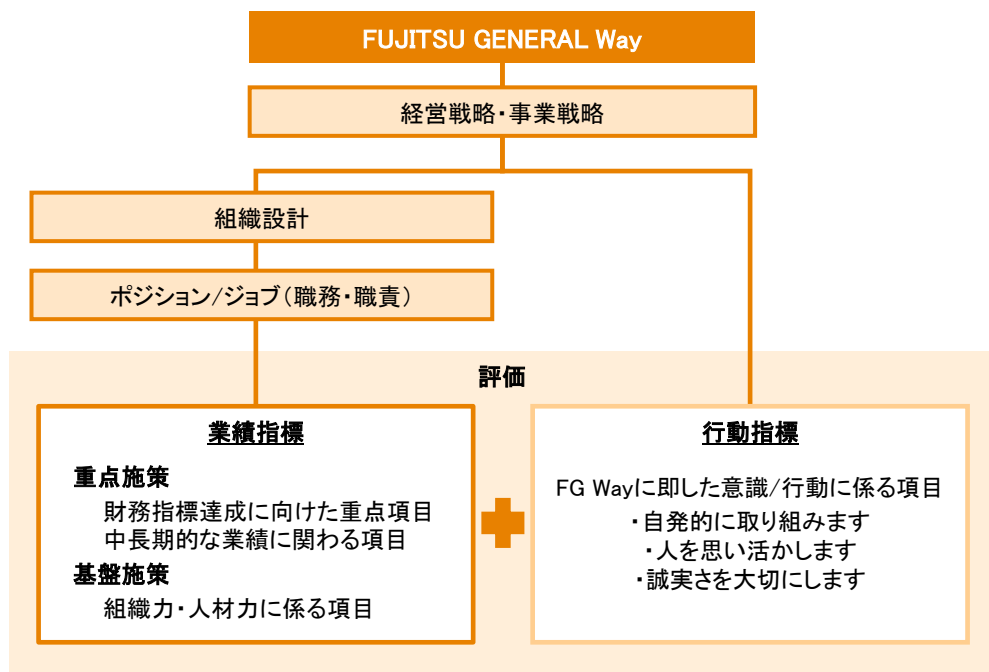 FUJITSU GENERAL Way
経営戦略・事業戦略
組織設計
ポジション/ジョブ（職務・職責）
評価
業績指標
重点施策
財務指標達成に向けた重点項目
中長期的な業績に関わる項目
基盤施策
組織力・人材力に係る項目
行動指標
FG Wayに即した意識/行動に係る項目
・自発的に取り組みます
・人を思い活かします
・誠実さを大切にします